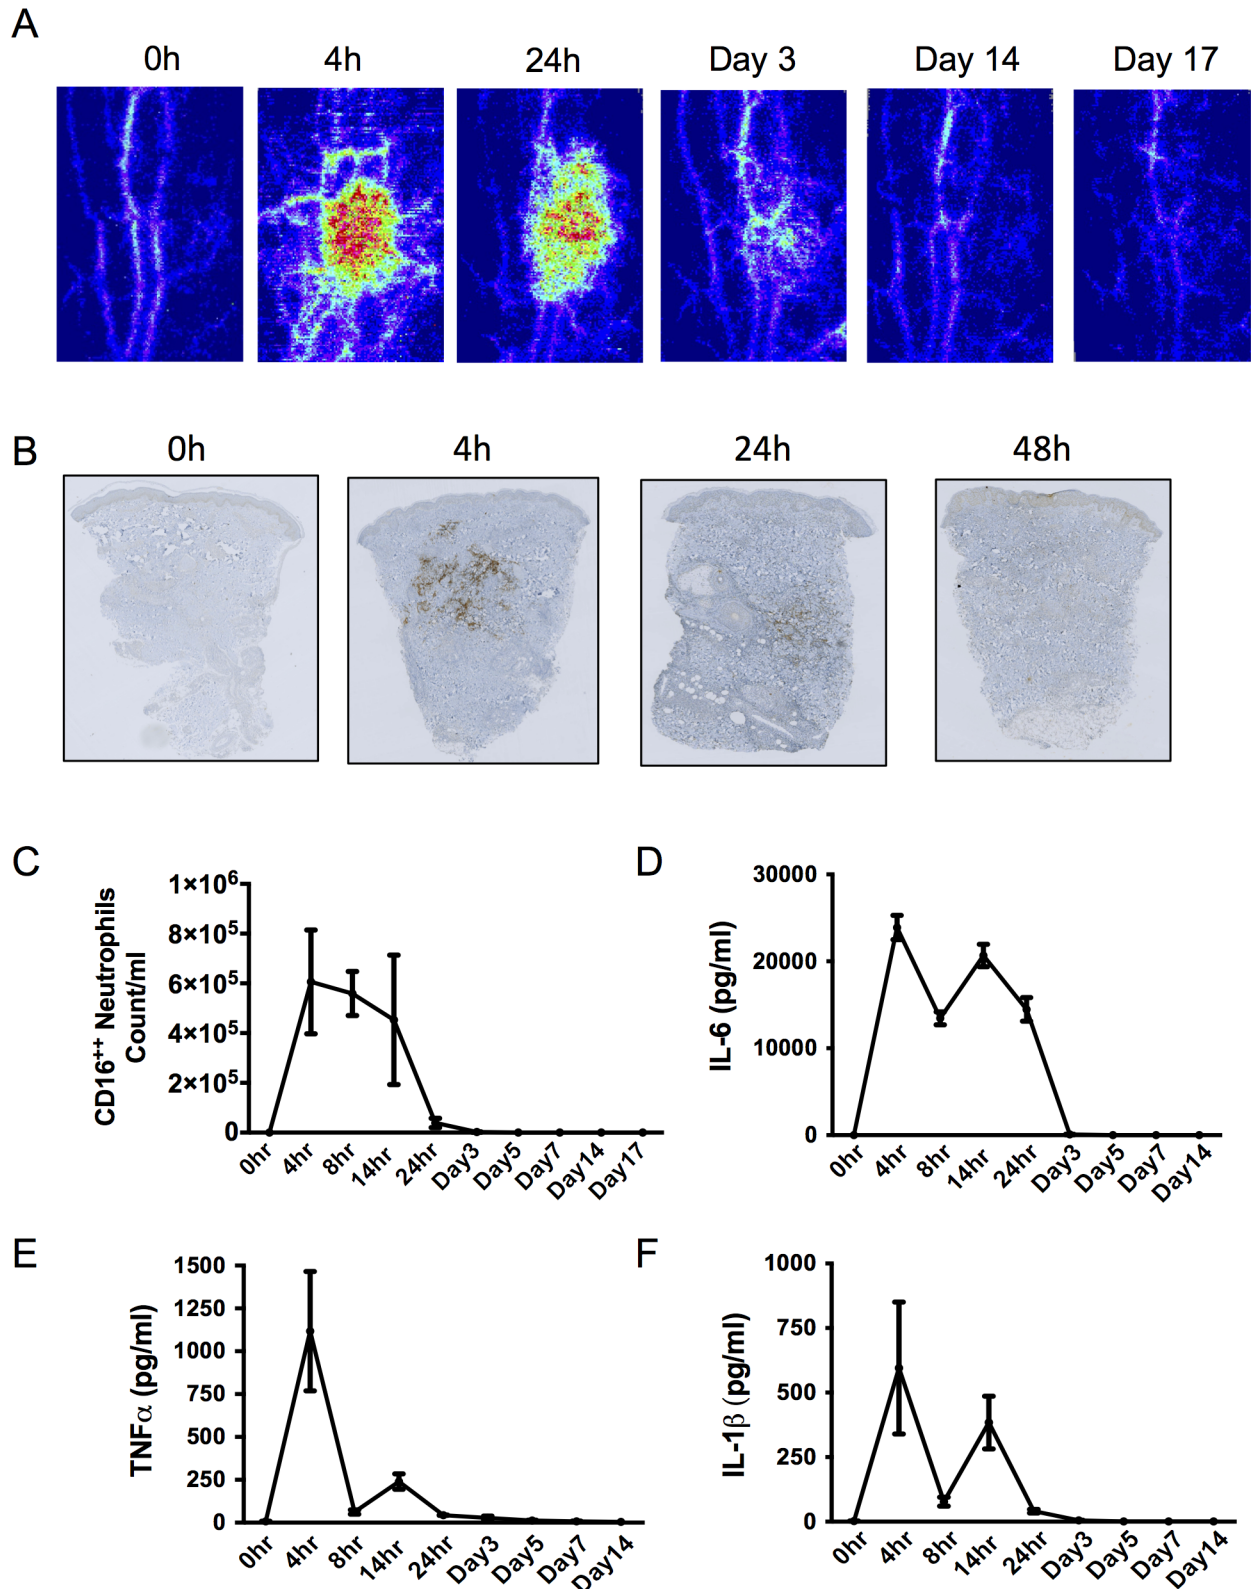 A
0h 4h 24h Day 3 Day 14 Day 17
B
0h 4h 24h 48h
C
CD16⁺⁺ Neutrophils
Count/ml
1×10⁶
8×10⁵
6×10⁵
4×10⁵
2×10⁵
0
0hr 4hr 8hr 14hr 24hr Day3 Day5 Day7 Day14 Day17
D
IL-6 (pg/ml)
30000
20000
10000
0
0hr 4hr 8hr 14hr 24hr Day3 Day5 Day7 Day14
E
TNFα (pg/ml)
1500
1250
1000
750
500
250
0
0hr 4hr 8hr 14hr 24hr Day3 Day5 Day7 Day14
F
IL-1β (pg/ml)
1000
750
500
250
0
0hr 4hr 8hr 14hr 24hr Day3 Day5 Day7 Day14